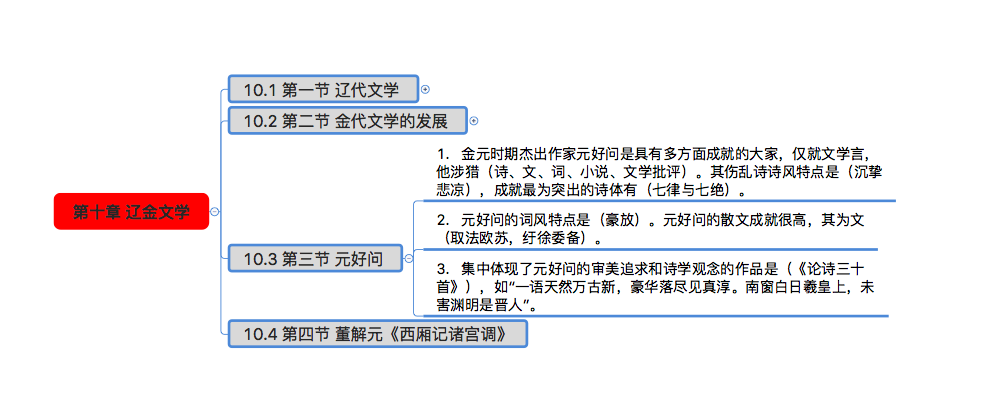 10.1 第一节 辽代文学
10.2 第二节 金代文学的发展
1. 金元时期杰出作家元好问是具有多方面成就的大家，仅就文学言，
他涉猎（诗、文、词、小说、文学批评）。其伤乱诗诗风特点是（沉挚
悲凉），成就最为突出的诗体有（七律与七绝）。
第十章 辽金文学
2. 元好问的词风特点是（豪放）。元好问的散文成就很高，其为文
（取法欧苏，纡徐委备）。
10.3 第三节 元好问
3. 集中体现了元好问的审美追求和诗学观念的作品是（《论诗三十
首》），如“一语天然万古新，豪华落尽见真淳。南窗白日羲皇上，未
害渊明是晋人”。
10.4 第四节 董解元《西厢记诸宫调》